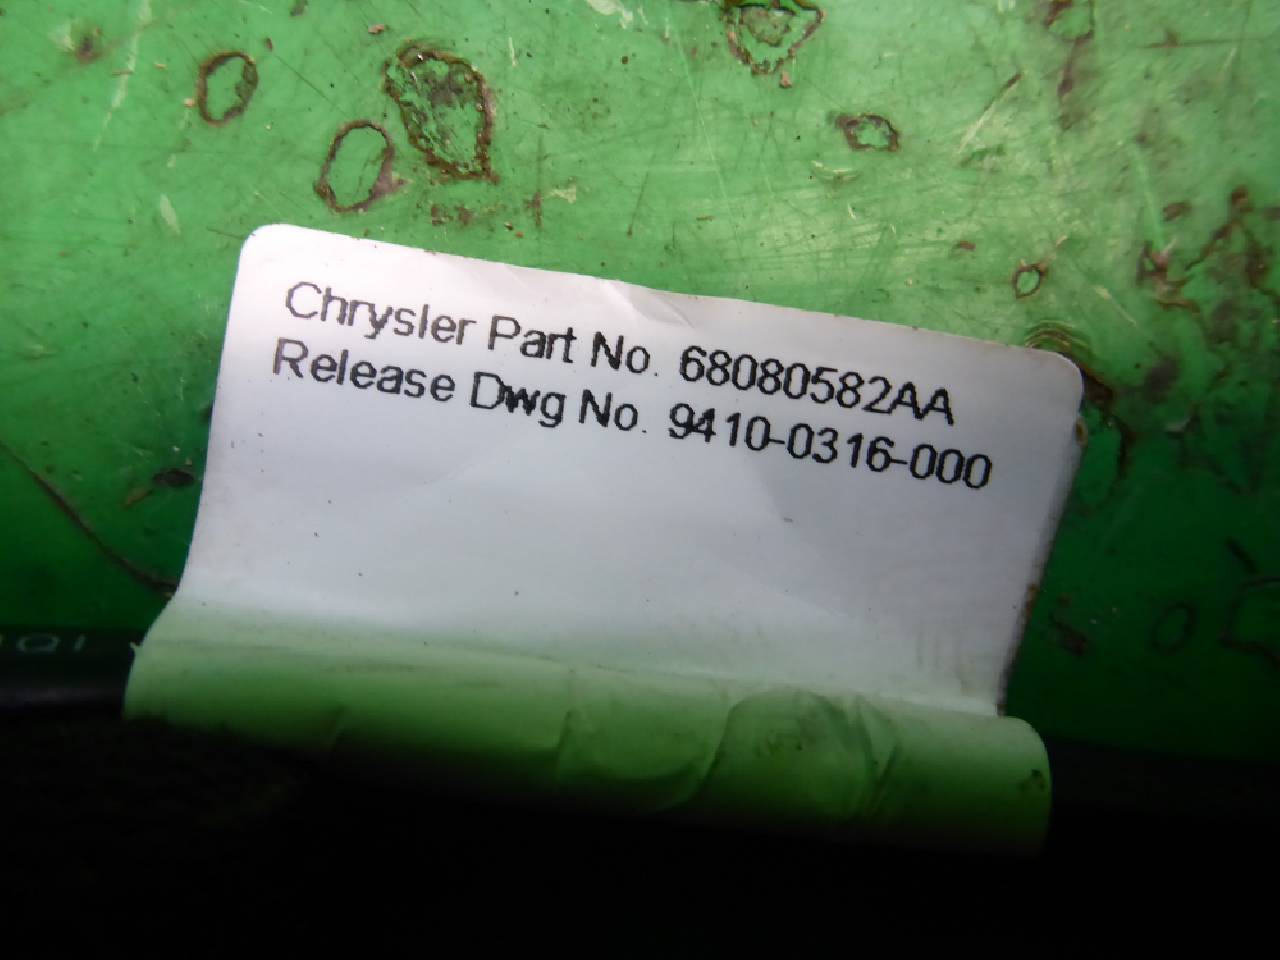 Chrysler Part No. 68080582AA
Release Dwg No. 9410-0316-000